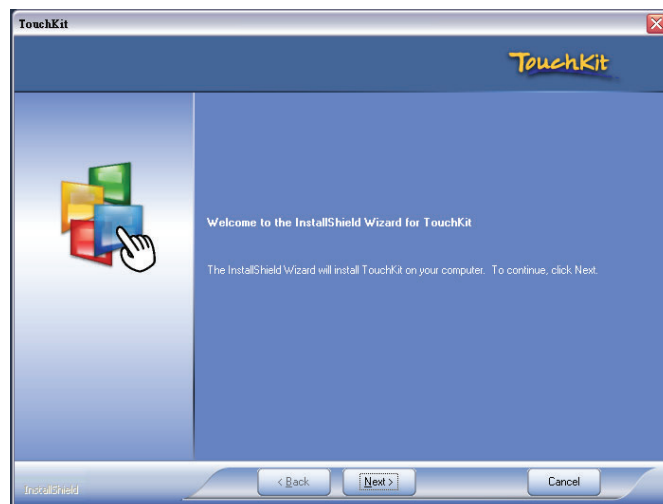 TouchKit
TouchKit
Welcome to the InstallShield Wizard for TouchKit
The InstallShield Wizard will install TouchKit on your computer. To continue, click Next.
InstallShield
< Back
Next >
Cancel